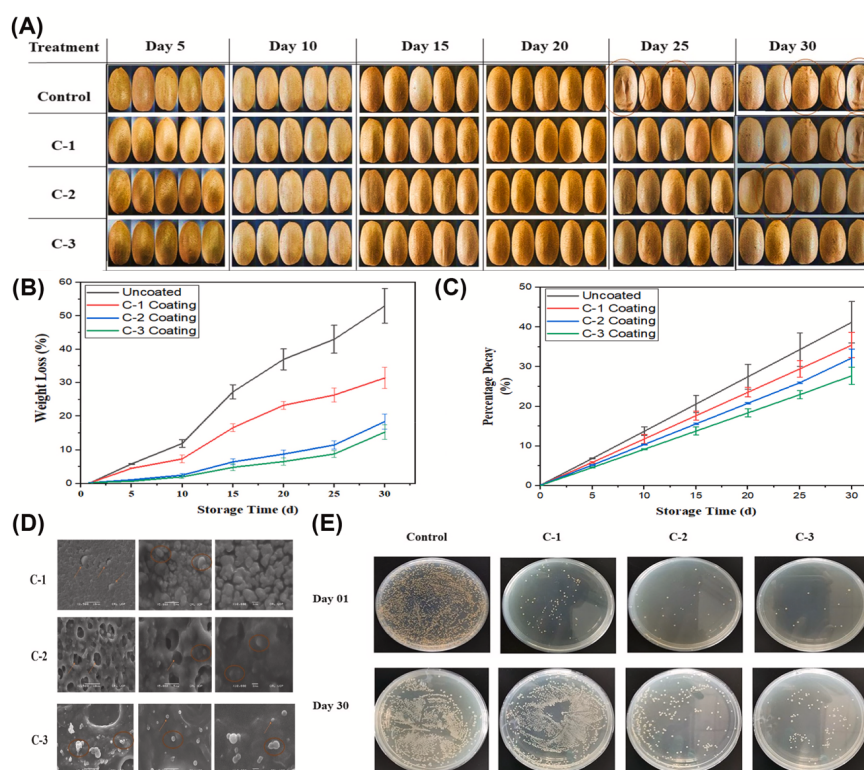 (A)
Treatment Day 5 Day 10 Day 15 Day 20 Day 25 Day 30
Control
C-1
C-2
C-3
(B)
60
50
40
30
20
10
0
Weight Loss (%)
Uncoated
C-1 Coating
C-2 Coating
C-3 Coating
0 5 10 15 20 25 30
Storage Time (d)
(C)
50
40
30
20
10
0
Percentage Decay
(%)
Uncoated
C-1 Coating
C-2 Coating
C-3 Coating
0 5 10 15 20 25 30
Storage Time (d)
(D)
C-1
C-2
C-3
(E)
Control C-1 C-2 C-3
Day 01
Day 30